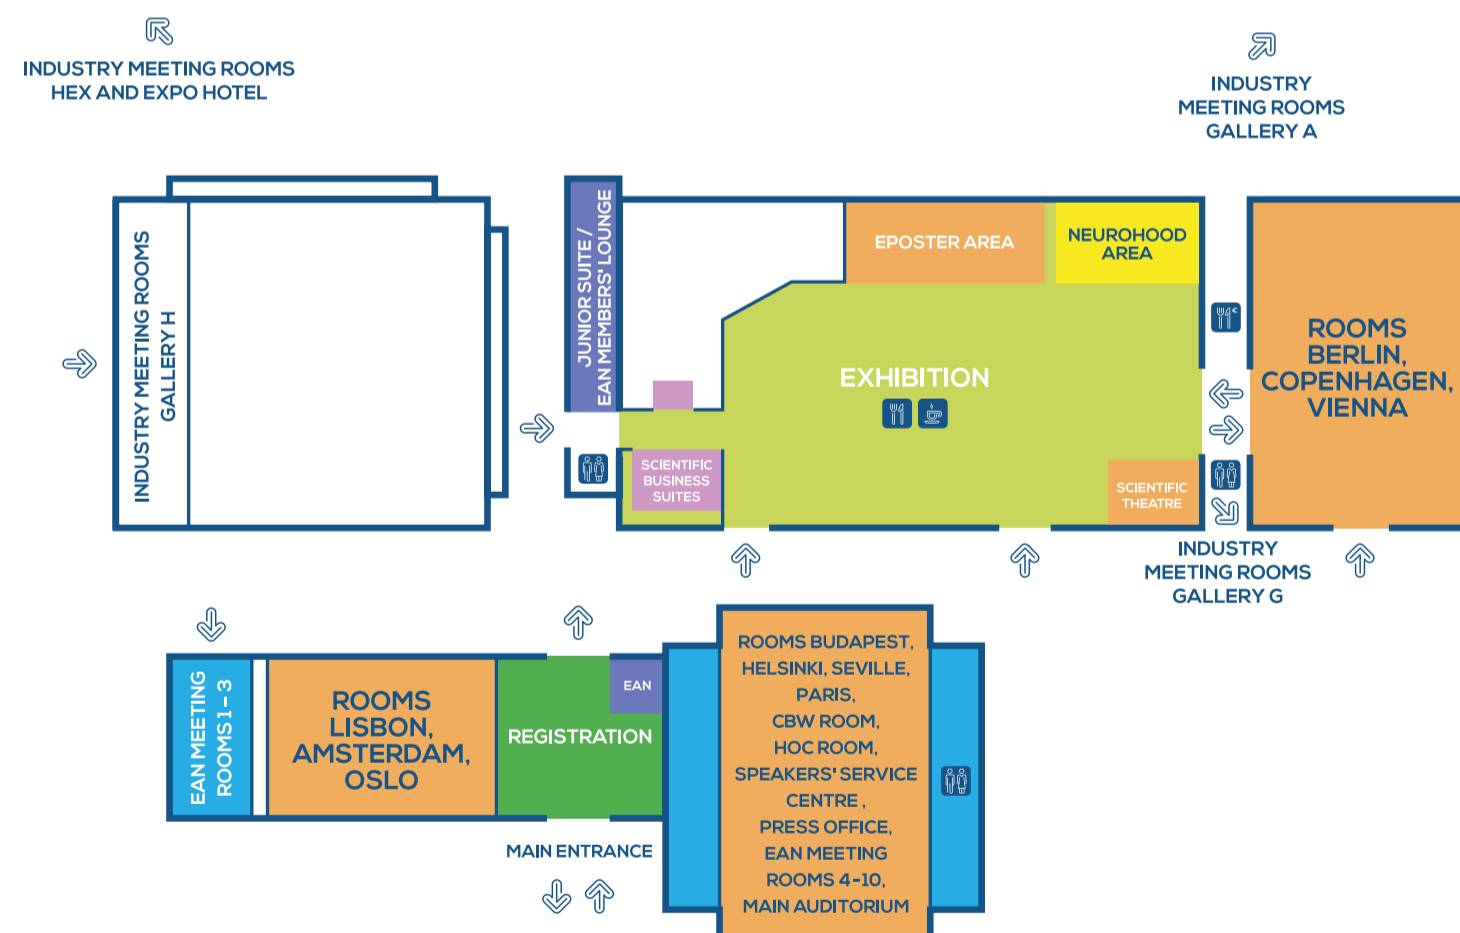 INDUSTRY MEETING ROOMS
HEX AND EXPO HOTEL
INDUSTRY
MEETING ROOMS
GALLERY A
INDUSTRY MEETING ROOMS
GALLERY H
JUNIOR SUITE /
EAN MEMBERS' LOUNGE
EPOSTER AREA
NEUROHOOD
AREA
EXHIBITION
ROOMS
BERLIN,
COPENHAGEN,
VIENNA
SCIENTIFIC
BUSINESS
SUITES
SCIENTIFIC
THEATRE
INDUSTRY
MEETING ROOMS
GALLERY G
EAN MEETING
ROOMS 1 – 3
ROOMS
LISBON,
AMSTERDAM,
OSLO
REGISTRATION
EAN
ROOMS BUDAPEST,
HELSINKI, SEVILLE,
PARIS,
CBW ROOM,
HOC ROOM,
SPEAKERS' SERVICE
CENTRE ,
PRESS OFFICE,
EAN MEETING
ROOMS 4-10,
MAIN AUDITORIUM
MAIN ENTRANCE